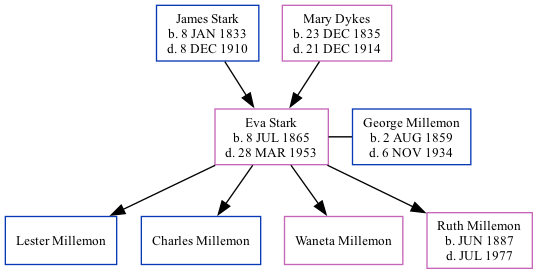 James Stark
b. 8 JAN 1833
d. 8 DEC 1910
Mary Dykes
b. 23 DEC 1835
d. 21 DEC 1914
Eva Stark
b. 8 JUL 1865
d. 28 MAR 1953
George Millemon
b. 2 AUG 1859
d. 6 NOV 1934
Lester Millemon
Charles Millemon
Waneta Millemon
Ruth Millemon
b. JUN 1887
d. JUL 1977